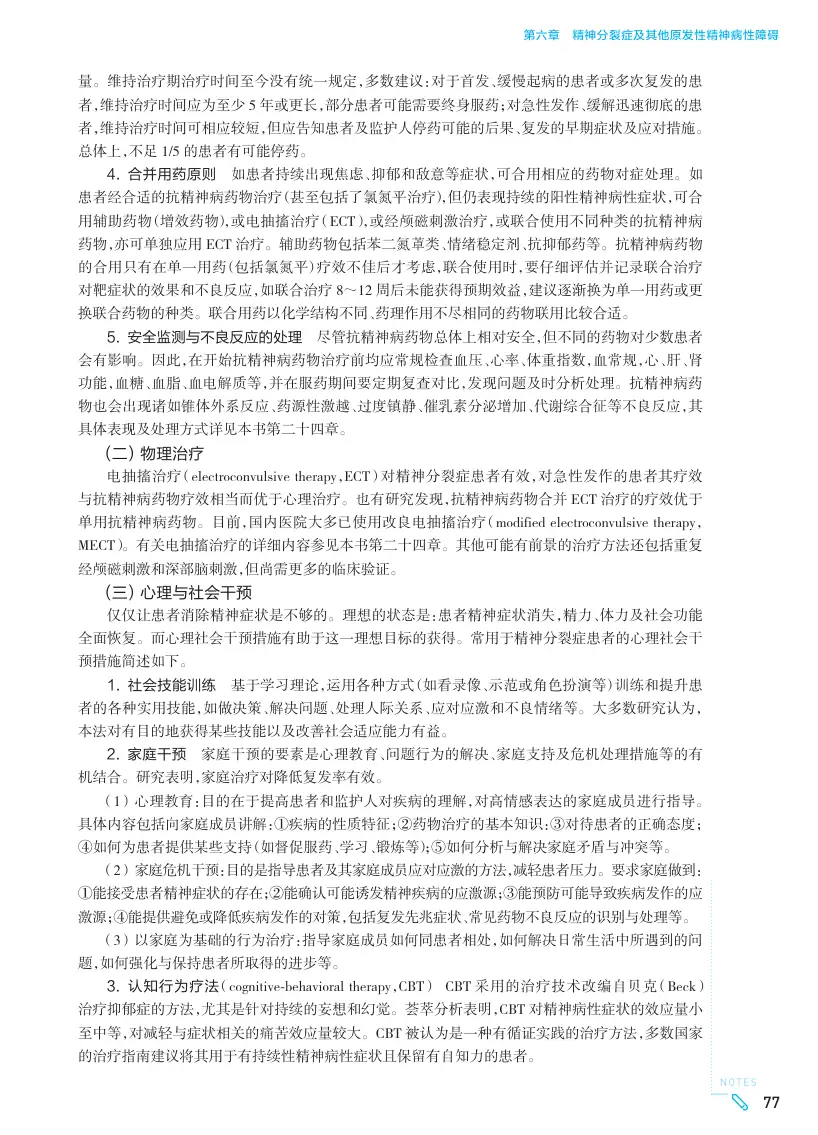 第六章　精神分裂症及其他原发性精神病性障碍
量。维持治疗期治疗时间至今没有统一规定,多数建议:对于首发、缓慢起病的患者或多次复发的患
者,维持治疗时间应为至少 5 年或更长,部分患者可能需要终身服药;对急性发作、缓解迅速彻底的患
者,维持治疗时间可相应较短,但应告知患者及监护人停药可能的后果、复发的早期症状及应对措施。
总体上,不足 1/5 的患者有可能停药。
4. 合并用药原则　如患者持续出现焦虑、抑郁和敌意等症状,可合用相应的药物对症处理。如
患者经合适的抗精神病药物治疗(甚至包括了氯氮平治疗),但仍表现持续的阳性精神病性症状,可合
用辅助药物(增效药物),或电抽搐治疗(ECT),或经颅磁刺激治疗,或联合使用不同种类的抗精神病
药物,亦可单独应用 ECT 治疗。辅助药物包括苯二氮䓬类、情绪稳定剂、抗抑郁药等。抗精神病药物
的合用只有在单一用药(包括氯氮平)疗效不佳后才考虑,联合使用时,要仔细评估并记录联合治疗
对靶症状的效果和不良反应,如联合治疗 8～12 周后未能获得预期效益,建议逐渐换为单一用药或更
换联合药物的种类。联合用药以化学结构不同、药理作用不尽相同的药物联用比较合适。
5. 安全监测与不良反应的处理　尽管抗精神病药物总体上相对安全,但不同的药物对少数患者
会有影响。因此,在开始抗精神病药物治疗前均应常规检查血压、心率、体重指数,血常规,心、肝、肾
功能,血糖、血脂、血电解质等,并在服药期间要定期复查对比,发现问题及时分析处理。抗精神病药
物也会出现诸如锥体外系反应、药源性激越、过度镇静、催乳素分泌增加、代谢综合征等不良反应,其
具体表现及处理方式详见本书第二十四章。
(二)物理治疗
电抽搐治疗(electroconvulsive therapy,ECT)对精神分裂症患者有效,对急性发作的患者其疗效
与抗精神病药物疗效相当而优于心理治疗。也有研究发现,抗精神病药物合并 ECT 治疗的疗效优于
单用抗精神病药物。目前,国内医院大多已使用改良电抽搐治疗(modified electroconvulsive therapy,
MECT)。有关电抽搐治疗的详细内容参见本书第二十四章。其他可能有前景的治疗方法还包括重复
经颅磁刺激和深部脑刺激,但尚需更多的临床验证。
(三)心理与社会干预
仅仅让患者消除精神症状是不够的。理想的状态是:患者精神症状消失,精力、体力及社会功能
全面恢复。而心理社会干预措施有助于这一理想目标的获得。常用于精神分裂症患者的心理社会干
预措施简述如下。
1. 社会技能训练　基于学习理论,运用各种方式(如看录像、示范或角色扮演等)训练和提升患
者的各种实用技能,如做决策、解决问题、处理人际关系、应对应激和不良情绪等。大多数研究认为,
本法对有目的地获得某些技能以及改善社会适应能力有益。
2. 家庭干预　家庭干预的要素是心理教育、问题行为的解决、家庭支持及危机处理措施等的有
机结合。研究表明,家庭治疗对降低复发率有效。
(1)心理教育:目的在于提高患者和监护人对疾病的理解,对高情感表达的家庭成员进行指导。
具体内容包括向家庭成员讲解:①疾病的性质特征;②药物治疗的基本知识;③对待患者的正确态度;
④如何为患者提供某些支持(如督促服药、学习、锻炼等);⑤如何分析与解决家庭矛盾与冲突等。
(2)家庭危机干预:目的是指导患者及其家庭成员应对应激的方法,减轻患者压力。要求家庭做到:
①能接受患者精神症状的存在;②能确认可能诱发精神疾病的应激源;③能预防可能导致疾病发作的应
激源;④能提供避免或降低疾病发作的对策,包括复发先兆症状、常见药物不良反应的识别与处理等。
(3)以家庭为基础的行为治疗:指导家庭成员如何同患者相处,如何解决日常生活中所遇到的问
题,如何强化与保持患者所取得的进步等。
3. 认知行为疗法(cognitive-behavioral therapy,CBT)　CBT 采用的治疗技术改编自贝克(Beck)
治疗抑郁症的方法,尤其是针对持续的妄想和幻觉。荟萃分析表明,CBT 对精神病性症状的效应量小
至中等,对减轻与症状相关的痛苦效应量较大。CBT 被认为是一种有循证实践的治疗方法,多数国家
的治疗指南建议将其用于有持续性精神病性症状且保留有自知力的患者。
NOTES
77